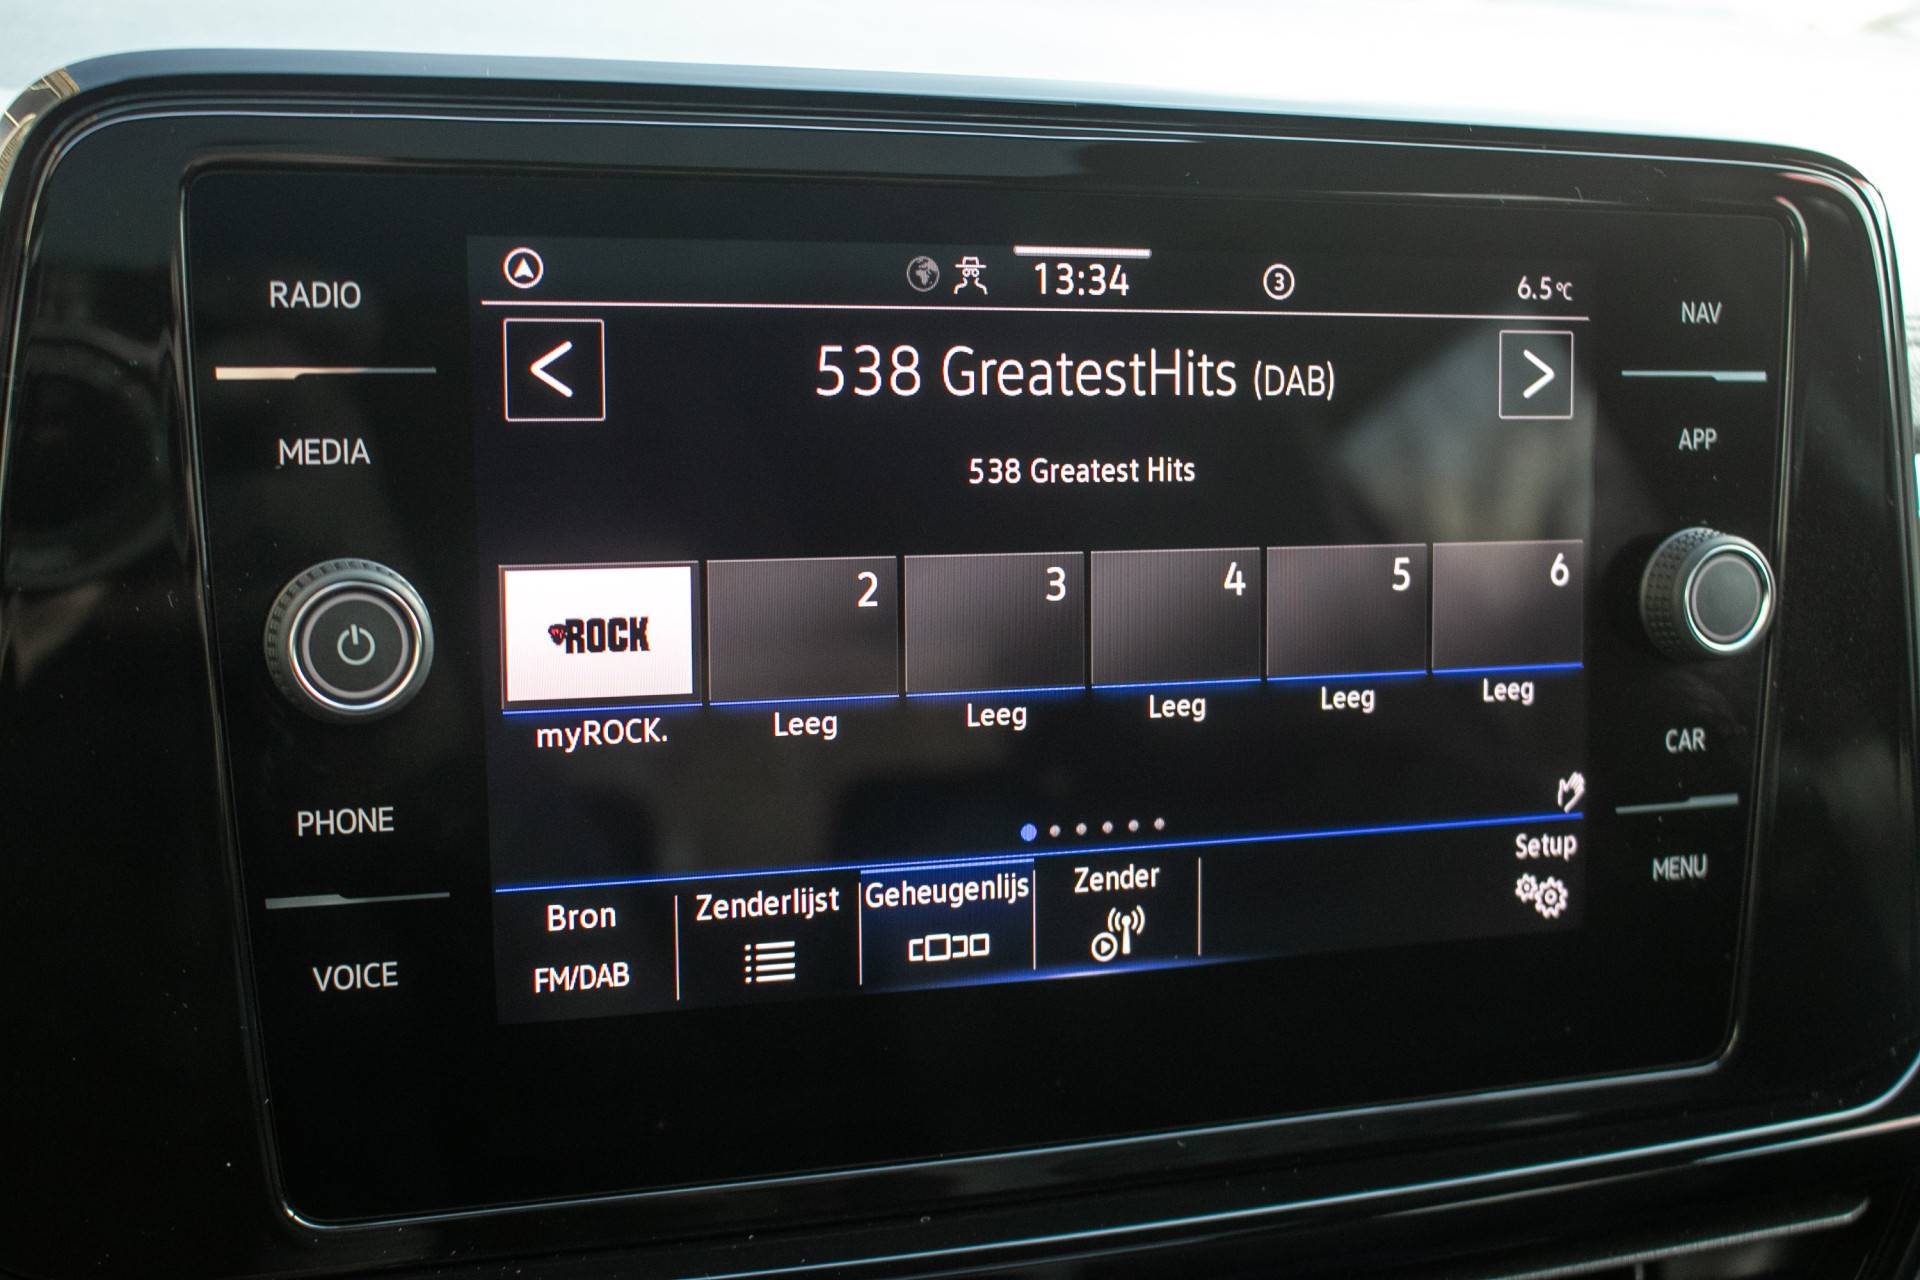 RADIO
MEDIA
PHONE
VOICE
13:34
3
6.5°C
< 538 GreatestHits (DAB) >
538 Greatest Hits
ROCK
2
3
4
5
6
myROCK.
Leeg
Leeg
Leeg
Leeg
Leeg
Bron
FM/DAB
Zenderlijst
Geheugenlijs
Zender
Setup
NAV
APP
CAR
MENU